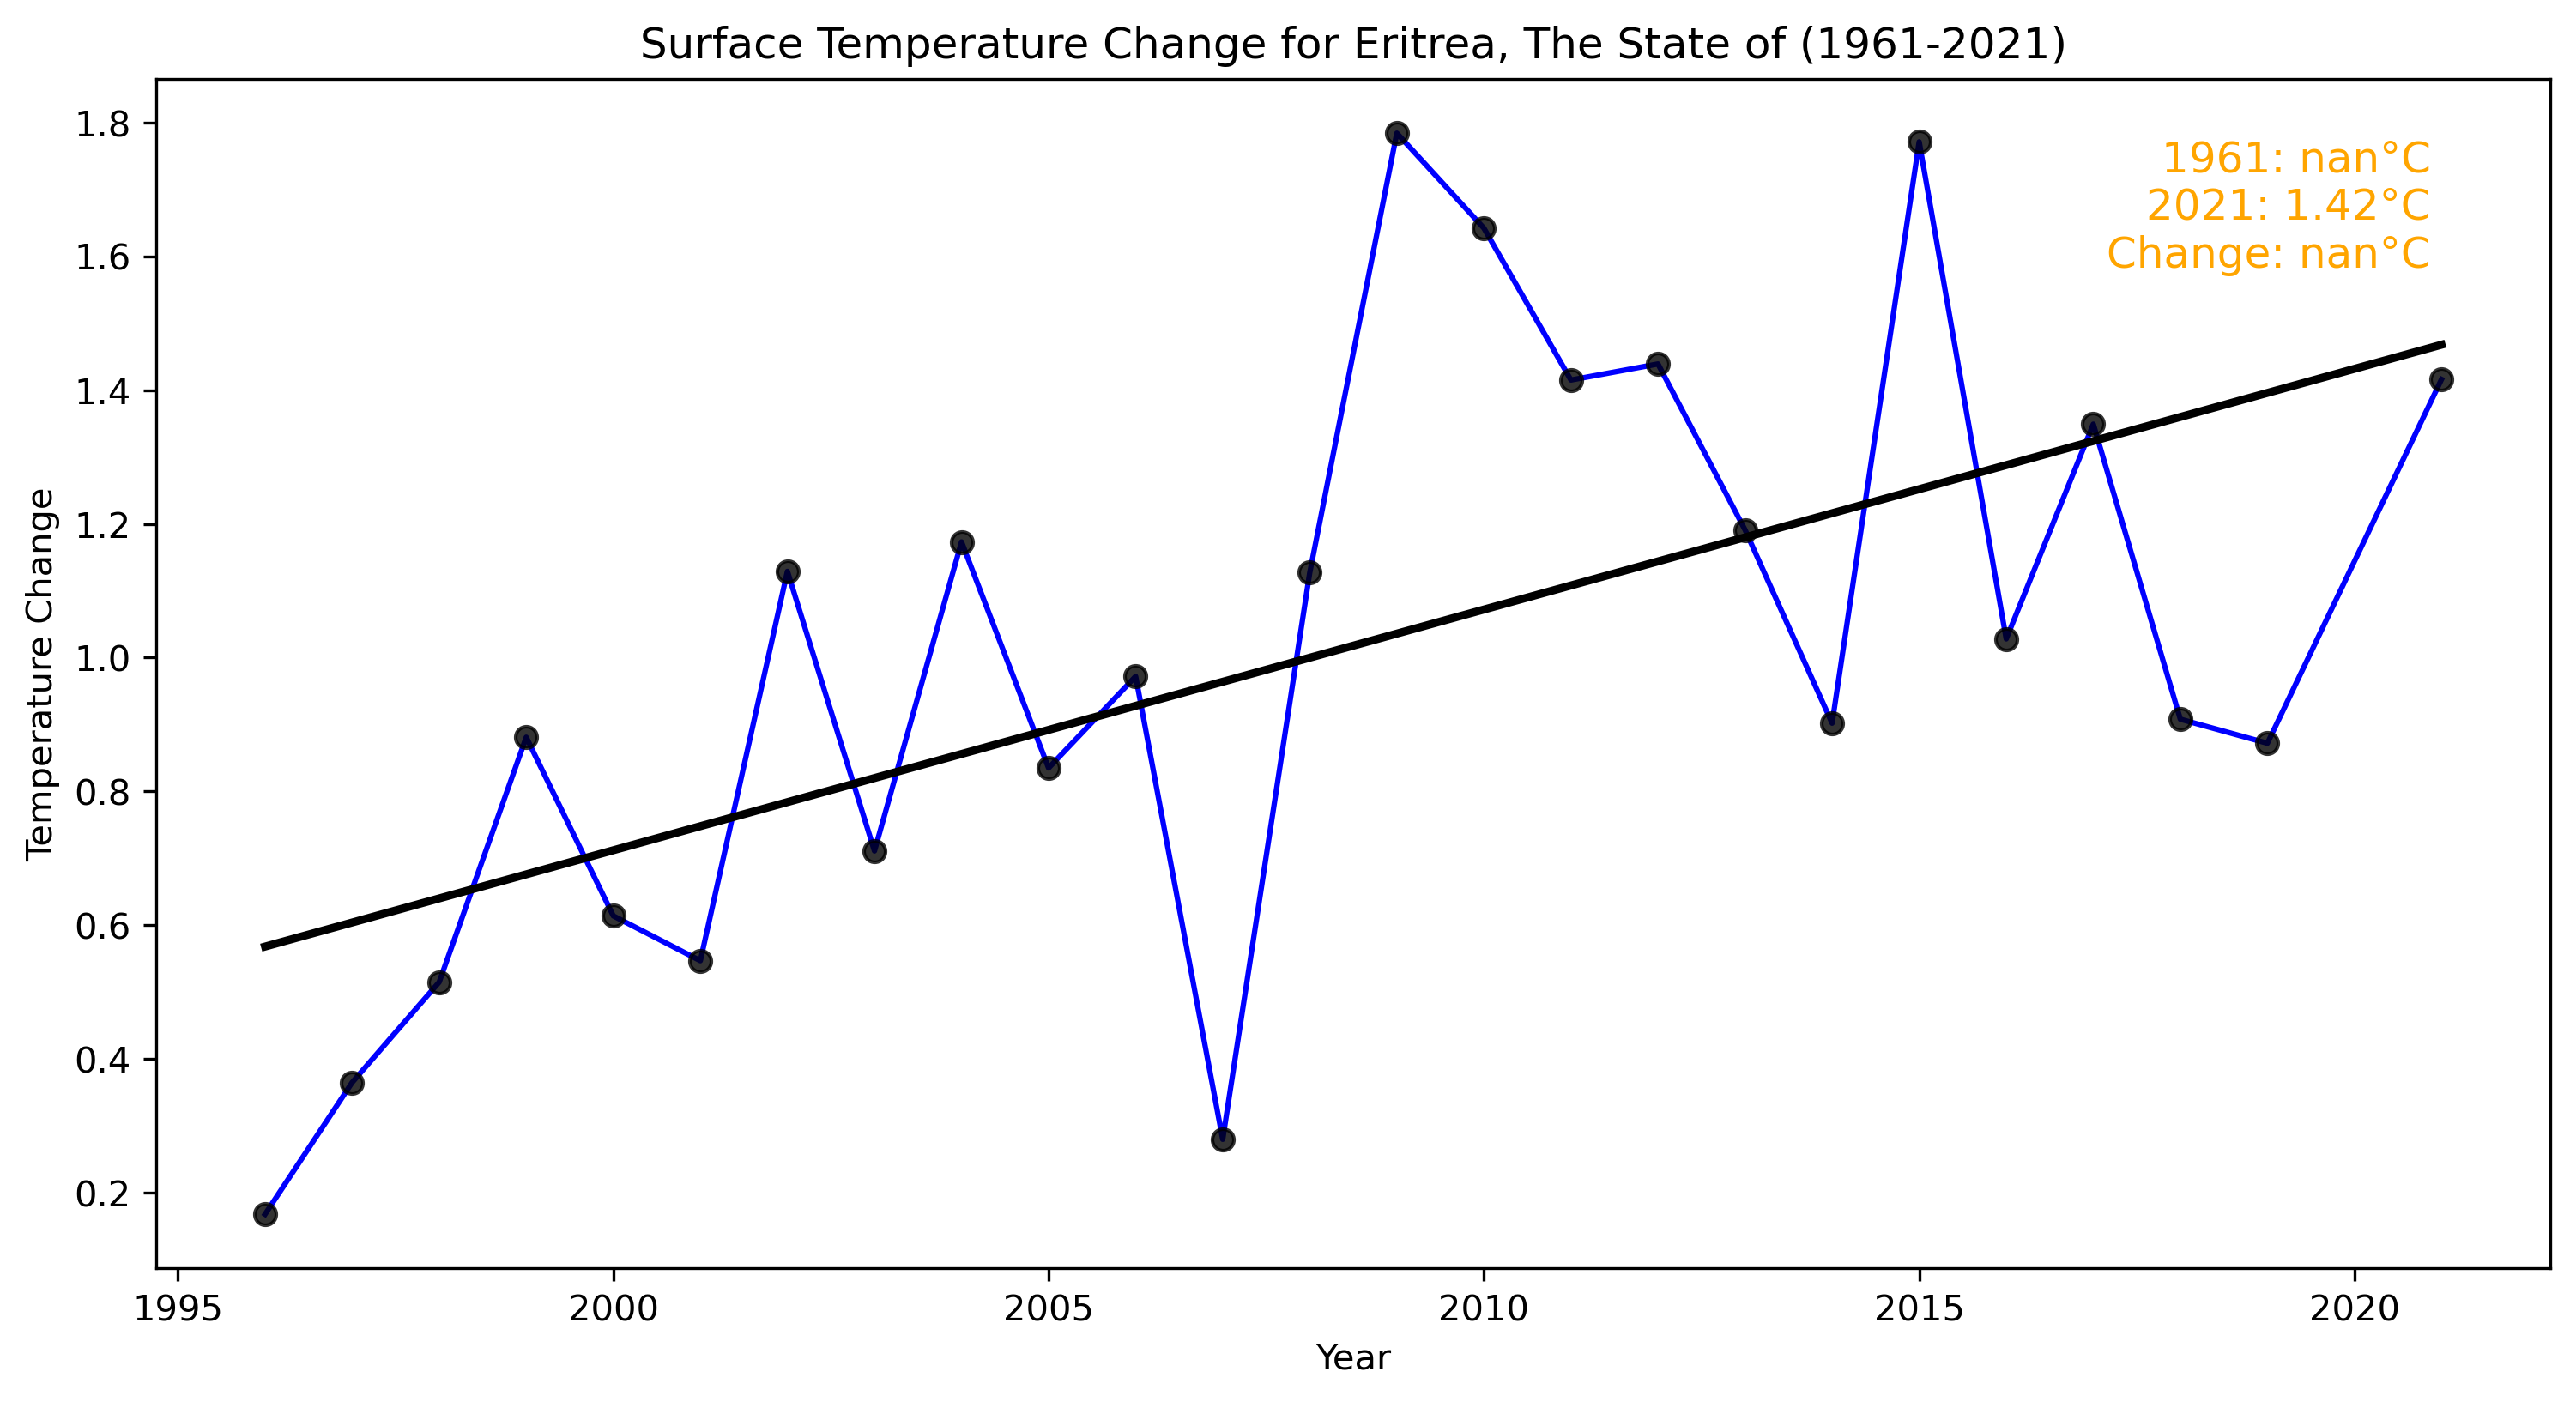 Surface Temperature Change for Eritrea, The State of (1961-2021)
1961: nan°C
2021: 1.42°C
Change: nan°C
Temperature Change
1.8
1.6
1.4
1.2
1.0
0.8
0.6
0.4
0.2
1995 2000 2005 2010 2015 2020
Year